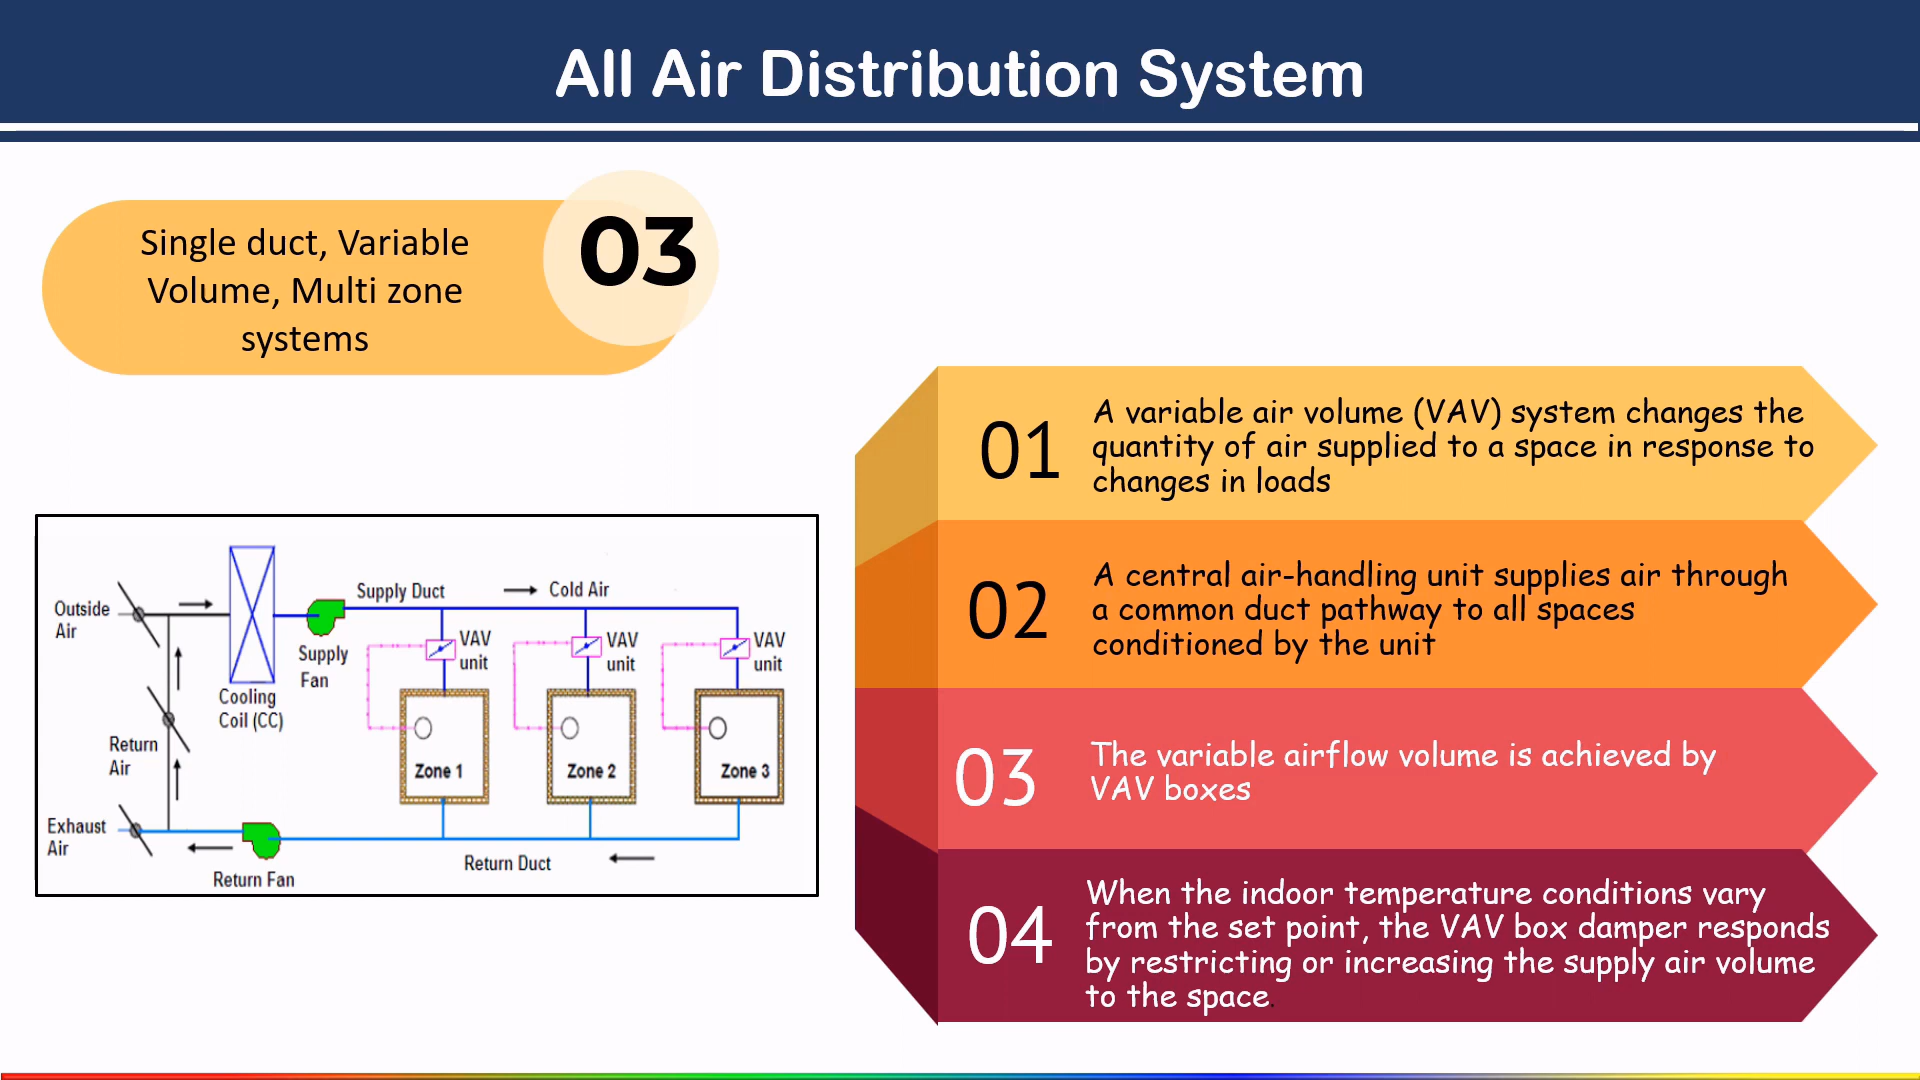 All Air Distribution System
Single duct, Variable
Volume, Multi zone
systems
03
01
A variable air volume (VAV) system changes the
quantity of air supplied to a space in response to
changes in loads
02
A central air-handling unit supplies air through
a common duct pathway to all spaces
conditioned by the unit
03
The variable airflow volume is achieved by
VAV boxes
04
When the indoor temperature conditions vary
from the set point, the VAV box damper responds
by restricting or increasing the supply air volume
to the space.
Outside
Air
Supply Duct
Cold Air
Supply
Fan
Cooling
Coil (CC)
VAV
unit
VAV
unit
VAV
unit
Return
Air
Zone 1
Zone 2
Zone 3
Exhaust
Air
Return Fan
Return Duct